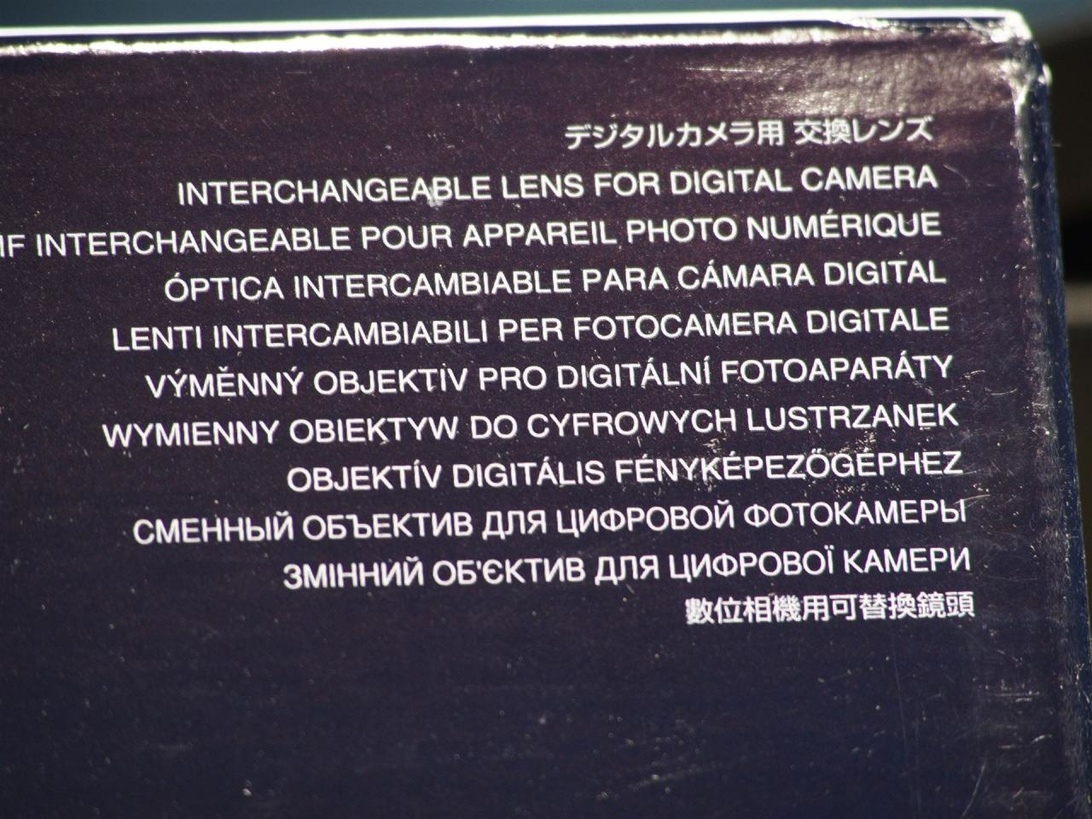 デジタルカメラ用 交換レンズ
INTERCHANGEABLE LENS FOR DIGITAL CAMERA
INTERCHANGEABLE POUR APPAREIL PHOTO NUMÉRIQUE
ÓPTICA INTERCAMBIABLE PARA CÁMARA DIGITAL
LENTI INTERCAMBIABILI PER FOTOCAMERA DIGITALE
VÝMĚNNÝ OBJEKTIV PRO DIGITÁLNÍ FOTOAPARÁTY
WYMIENNY OBIEKTYW DO CYFROWYCH LUSTRZANEK
OBJEKTÍV DIGITÁLIS FÉNYKÉPEZŐGÉPHEZ
СМЕННЫЙ ОБЪЕКТИВ ДЛЯ ЦИФРОВОЙ ФОТОКАМЕРЫ
ЗМІННИЙ ОБ'ЄКТИВ ДЛЯ ЦИФРОВОЇ КАМЕРИ
數位相機用可替換鏡頭